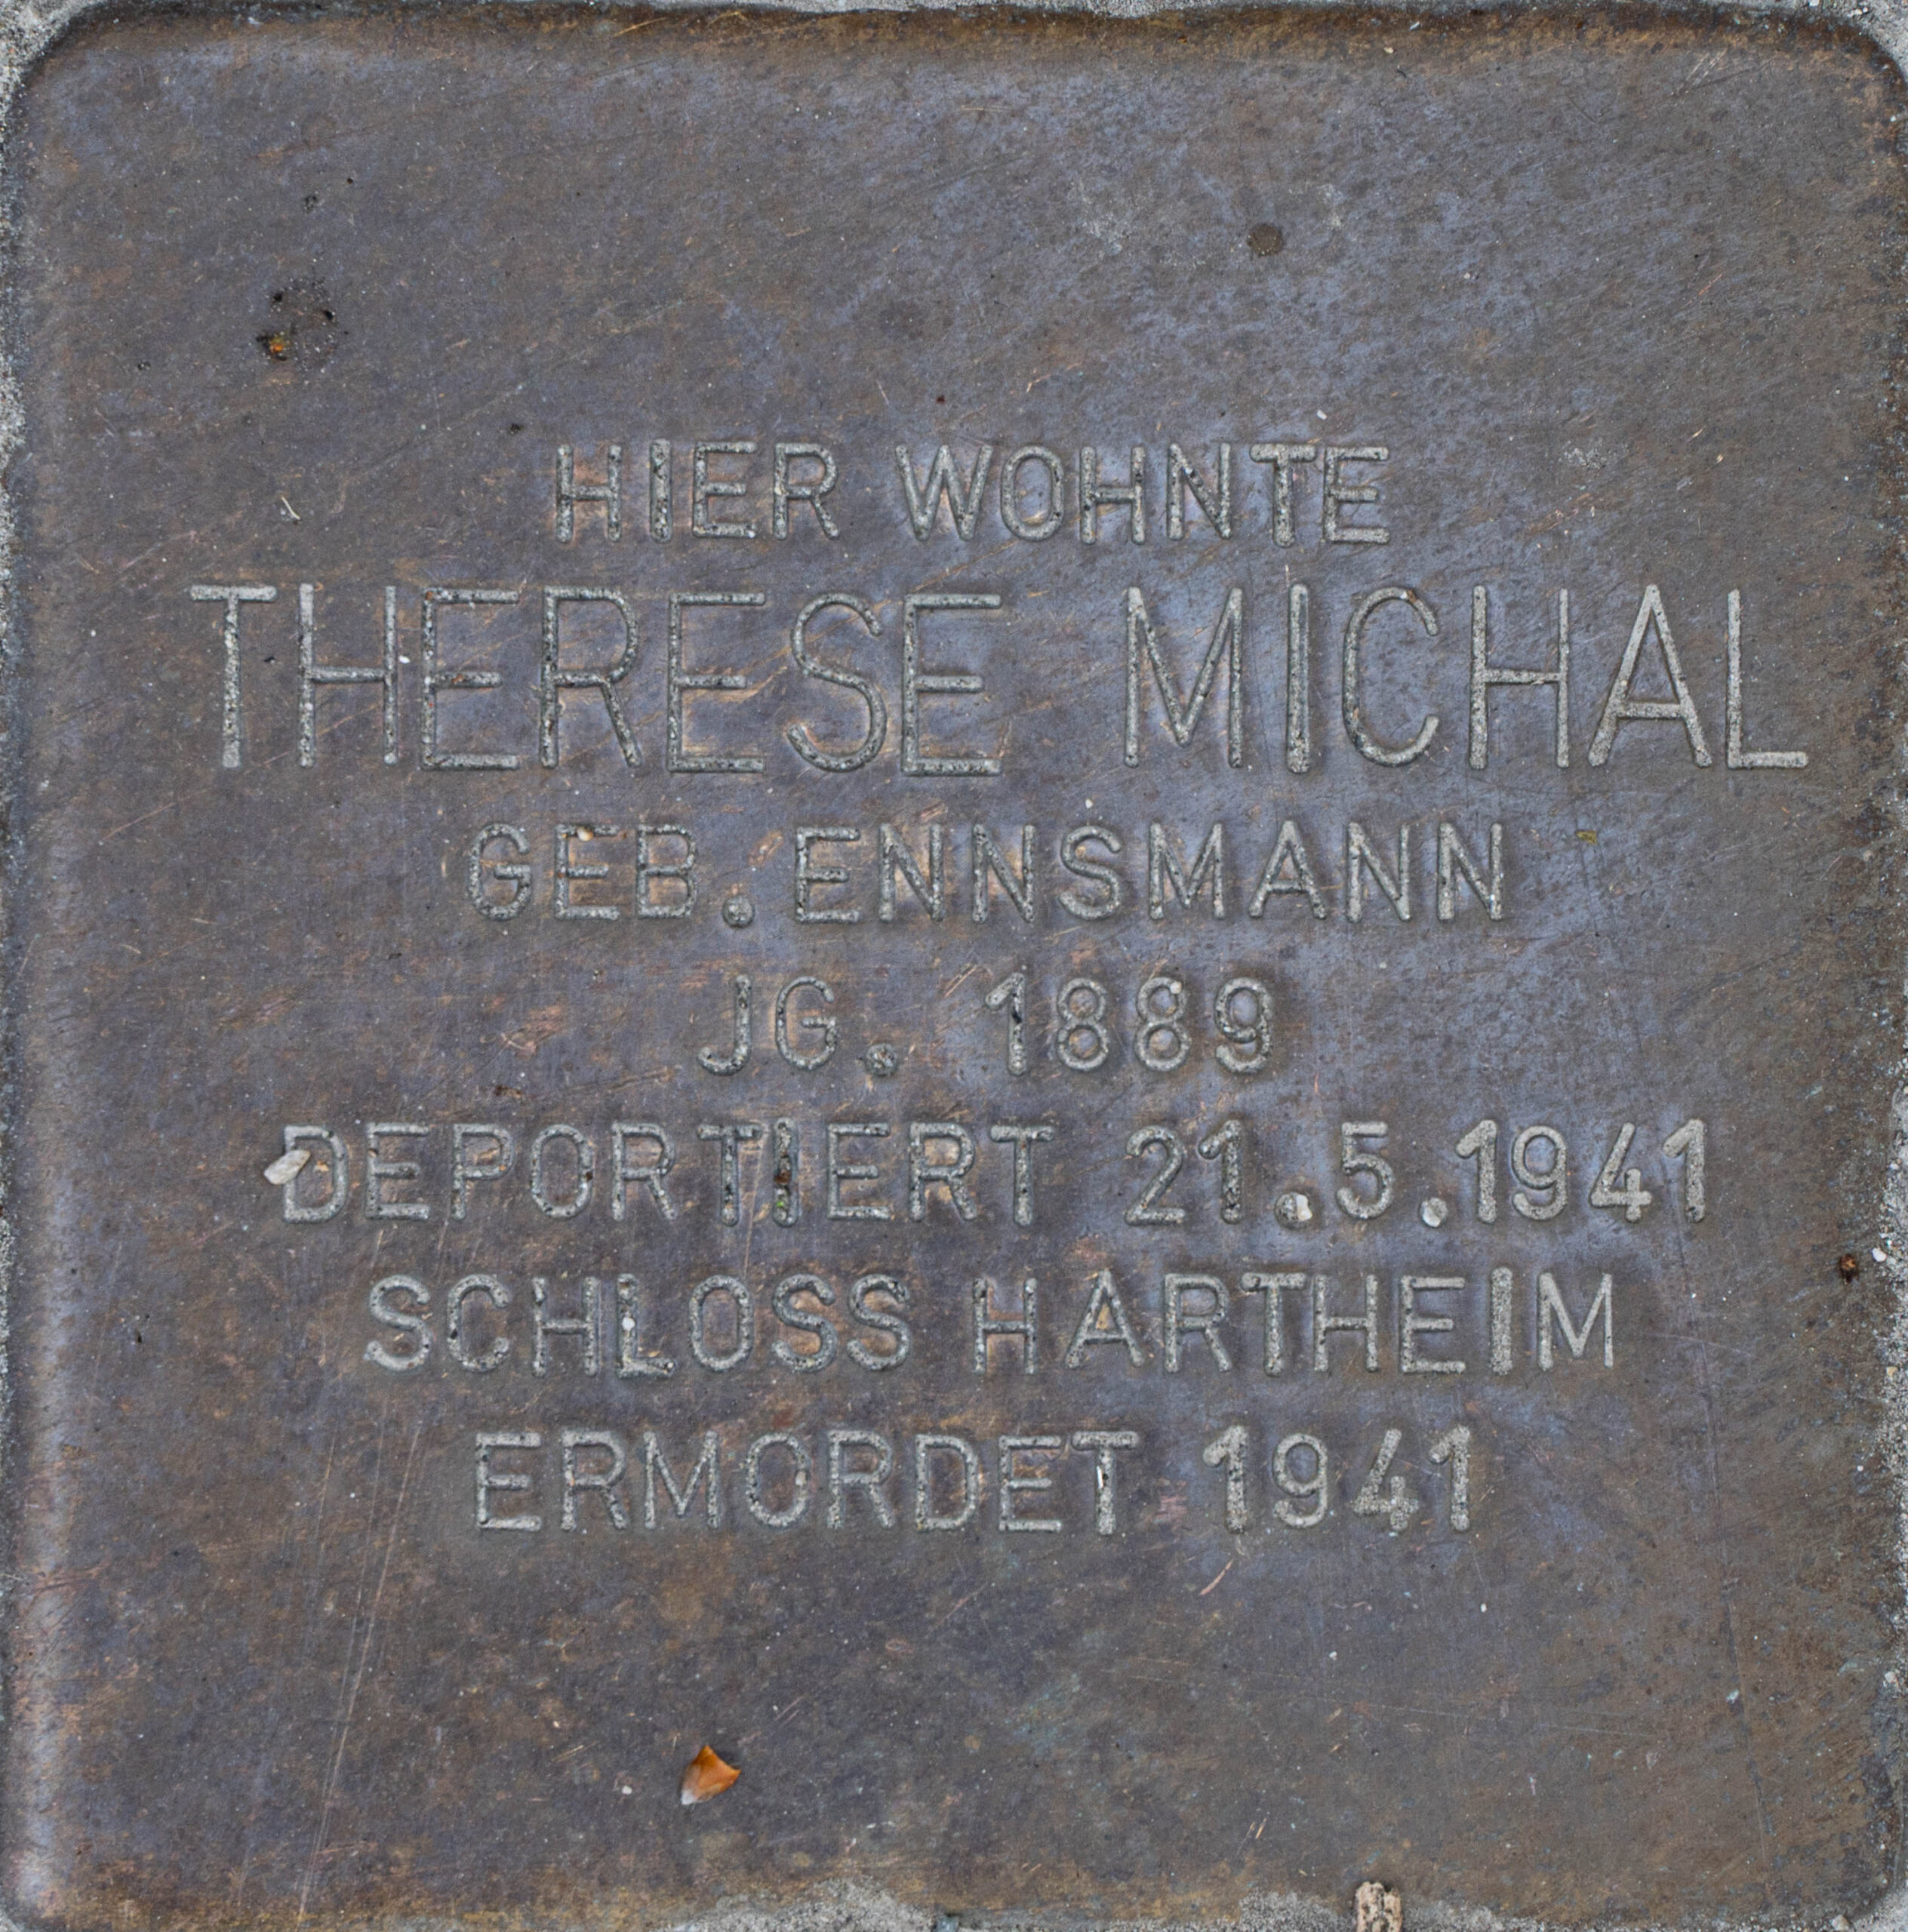 HIER WOHNTE
THERESE MICHAL
GEB. ENNSMANN
JG. 1889
DEPORTIERT 21.5.1941
SCHLOSS HARTHEIM
ERMORDET 1941